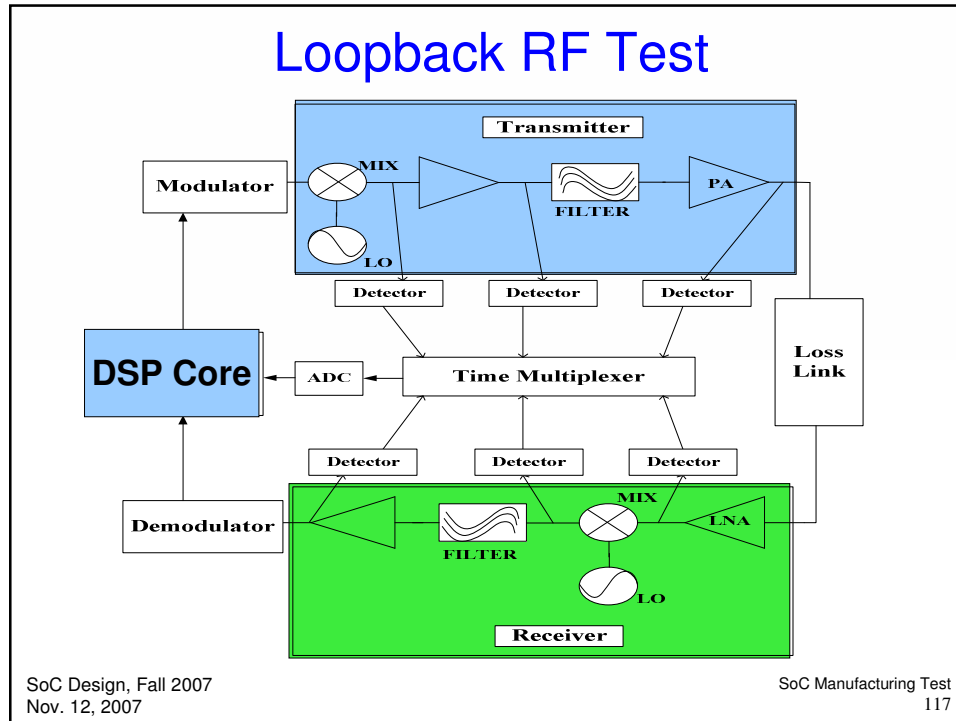 Loopback RF Test
Transmitter
MIX
Modulator
PA
FILTER
LO
Detector
Detector
Detector
DSP Core
ADC
Time Multiplexer
Loss
Link
Detector
Detector
Detector
MIX
Demodulator
LNA
FILTER
LO
Receiver
SoC Design, Fall 2007
Nov. 12, 2007
SoC Manufacturing Test
117